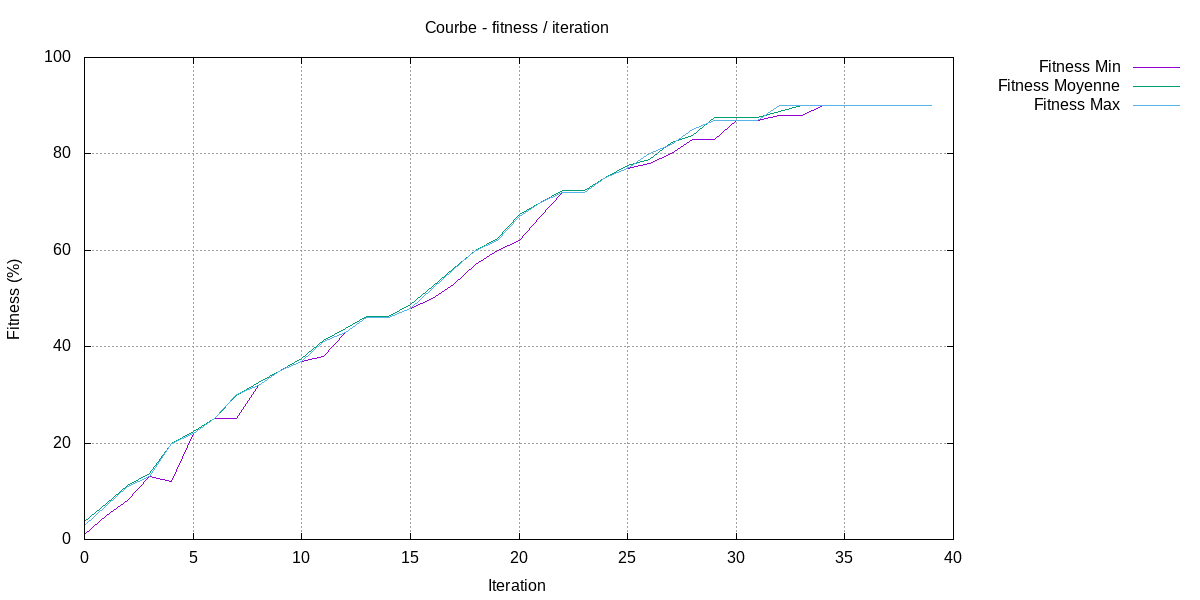 Courbe - fitness / iteration
Fitness (%)
100
80
60
40
20
0
0 5 10 15 20 25 30 35 40
Iteration
Fitness Min
Fitness Moyenne
Fitness Max